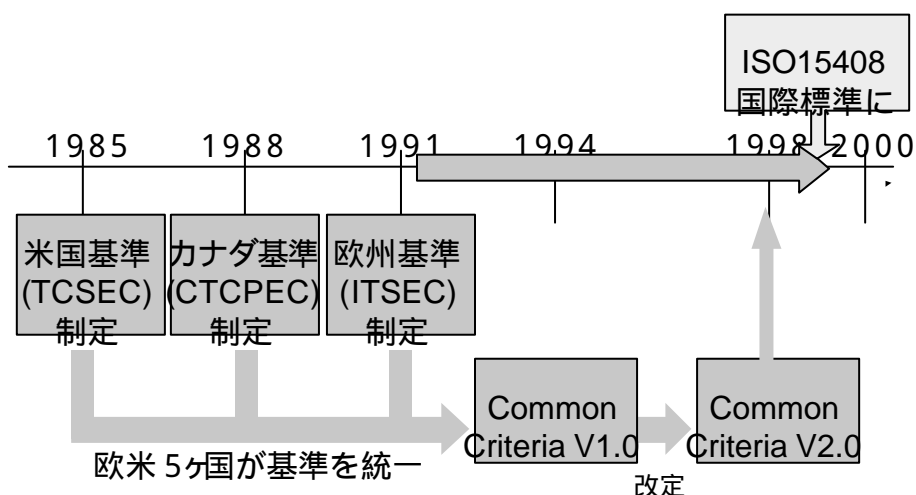 ISO15408
国際標準に
1985 1988 1991 1994 1998 2000
米国基準
(TCSEC)
制定
カナダ基準
(CTCPEC)
制定
欧州基準
(ITSEC)
制定
Common
Criteria V1.0
Common
Criteria V2.0
欧米 5ヶ国が基準を統一
改定